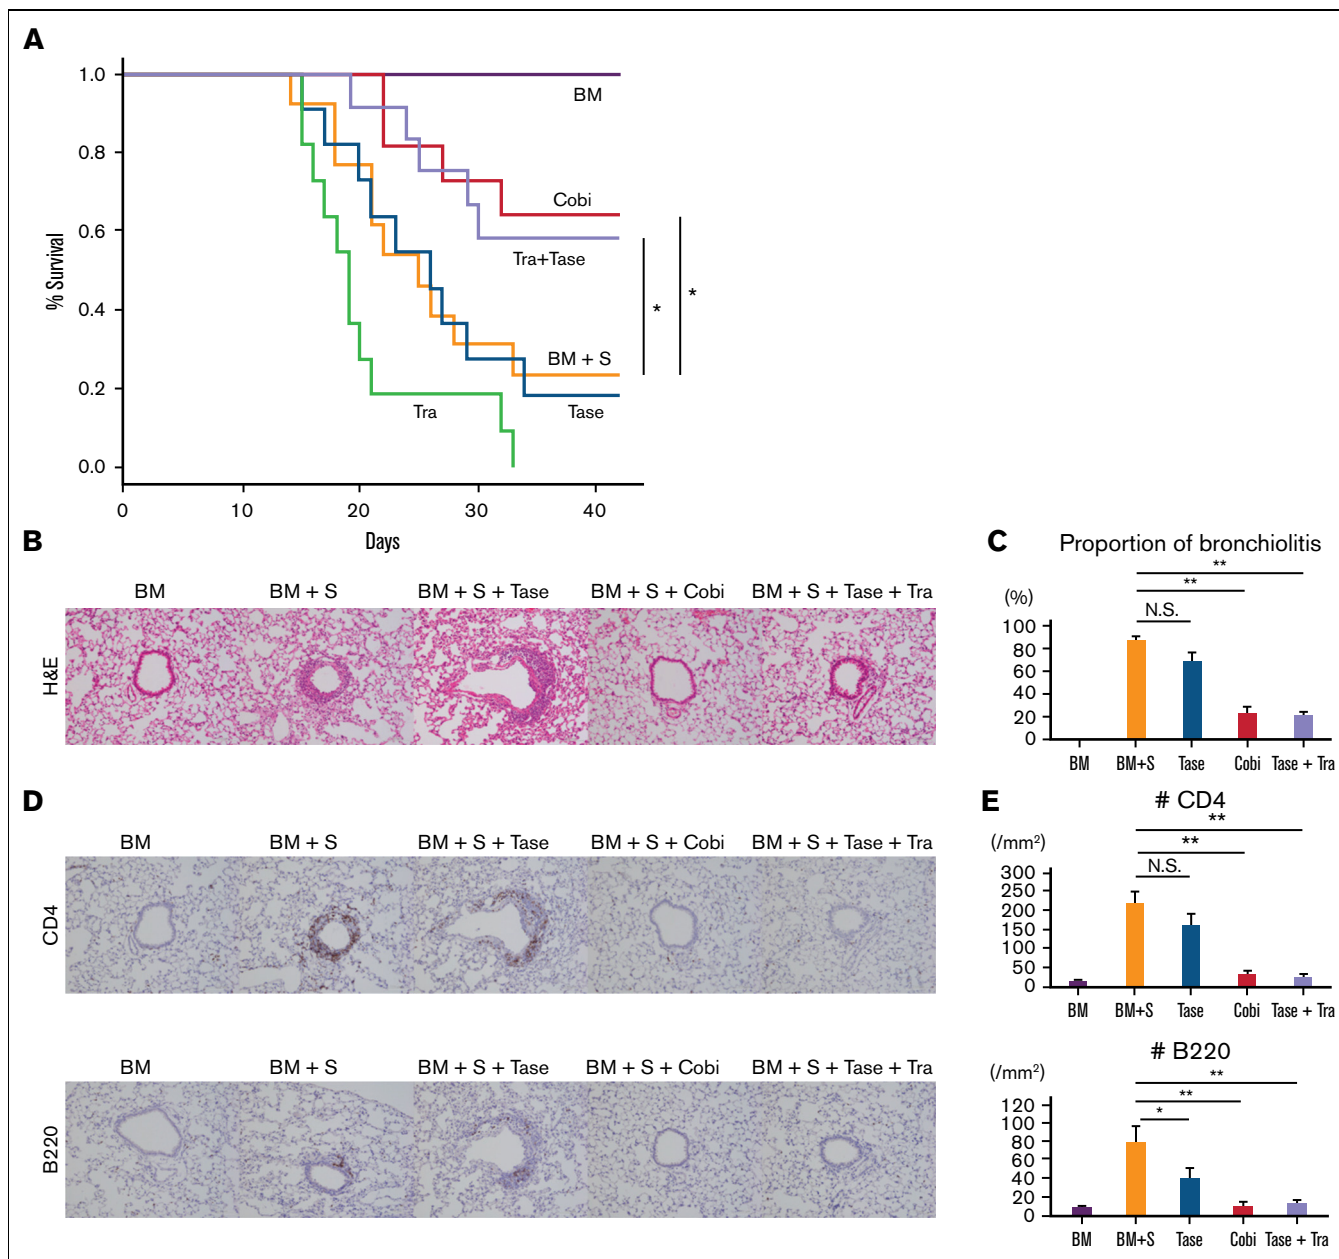 A
1.0
0.8
0.6
0.4
0.2
0.0
% Survival
BM
Cobi
Tra+Tase
BM + S
Tra
Tase
*
*
0 10 20 30 40
Days
B
BM BM + S BM + S + Tase BM + S + Cobi BM + S + Tase + Tra
H&E
C
Proportion of bronchiolitis
**
**
N.S.
(%)
100
80
60
40
20
0
BM BM+S Tase Cobi Tase + Tra
D
BM BM + S BM + S + Tase BM + S + Cobi BM + S + Tase + Tra
CD4
BM BM + S BM + S + Tase BM + S + Cobi BM + S + Tase + Tra
B220
E
# CD4
**
**
N.S.
(/mm²)
300
250
200
150
100
50
0
BM BM+S Tase Cobi Tase + Tra
# B220
(/mm²)
**
**
*
120
100
80
60
40
20
0
BM BM+S Tase Cobi Tase + Tra